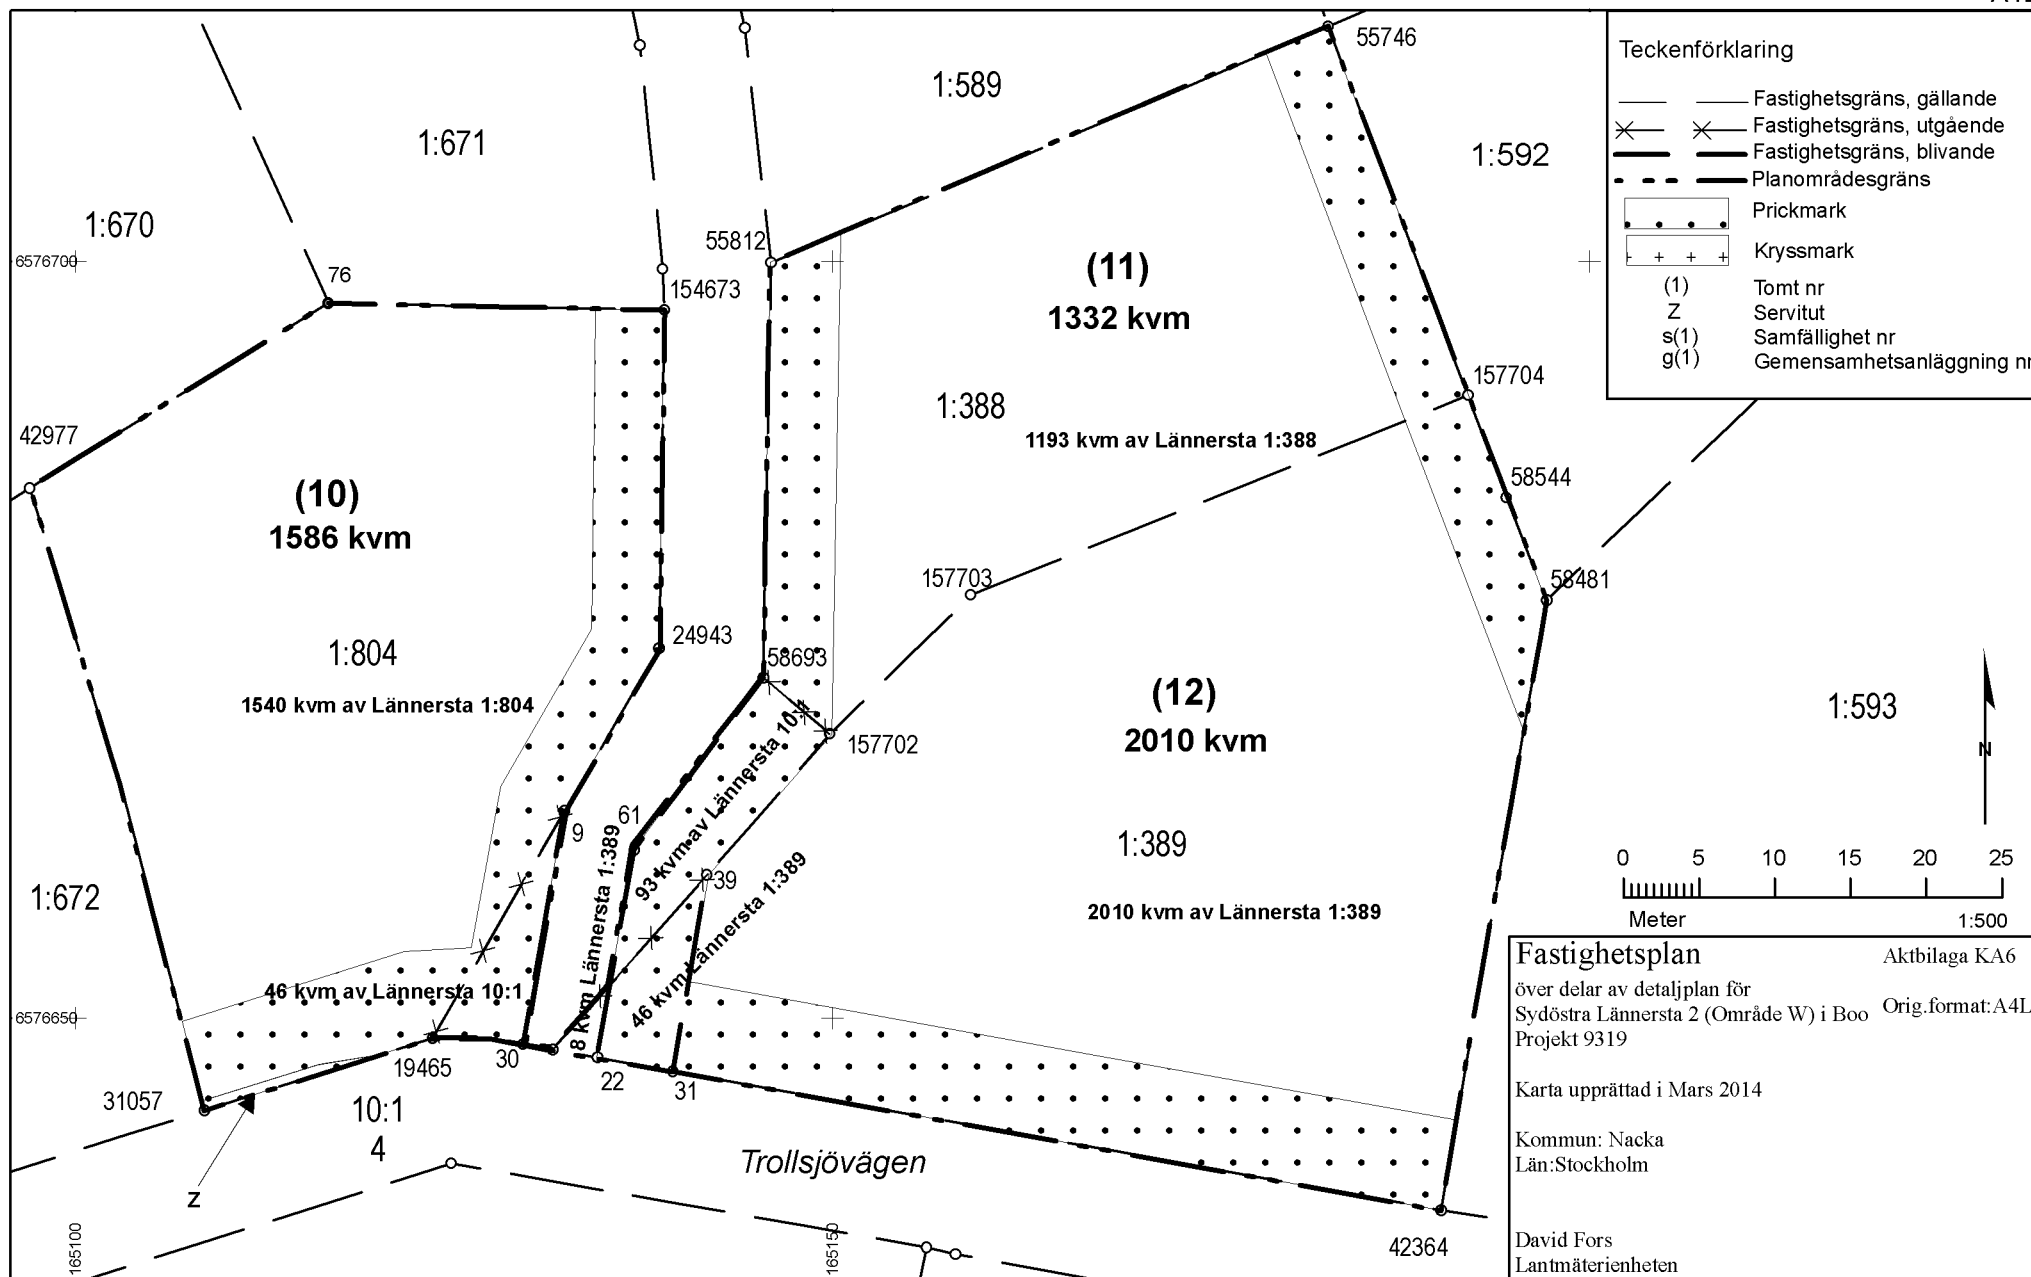 55746
1:589
1:671
1:592
1:670
6576700
76
55812
154673
(11)
1332 kvm
157704
1:388
1193 kvm av Lännersta 1:388
42977
(10)
1586 kvm
58544
157703
58481
24943
58693
1:804
1540 kvm av Lännersta 1:804
(12)
2010 kvm
1:593
157702
9
61
93 kvm av Lännersta 10:1
8 kvm Lännersta 1:389
39
46 kvm Lännersta 1:389
1:389
2010 kvm av Lännersta 1:389
1:672
46 kvm av Lännersta 10:1
6576650
19465
30
22
31
31057
10:1
4
Trollsjövägen
z
42364
165100
165150
Teckenförklaring
Fastighetsgräns, gällande
Fastighetsgräns, utgående
Fastighetsgräns, blivande
Planområdesgräns
Prickmark
Kryssmark
(1) Tomt nr
Z Servitut
s(1) Samfällighet nr
g(1) Gemensamhetsanläggning nr
N
0 5 10 15 20 25
Meter 1:500
Fastighetsplan Aktbilaga KA6
över delar av detaljplan för
Sydöstra Lännersta 2 (Område W) i Boo Orig.format:A4L
Projekt 9319
Karta upprättad i Mars 2014
Kommun: Nacka
Län:Stockholm
David Fors
Lantmäterienheten